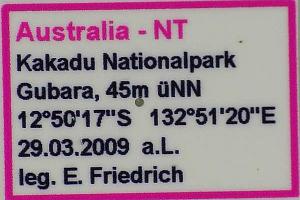 Australia - NT
Kakadu Nationalpark
Gubara, 45m üNN
12°50'17"S 132°51'20"E
29.03.2009 a.L.
leg. E. Friedrich